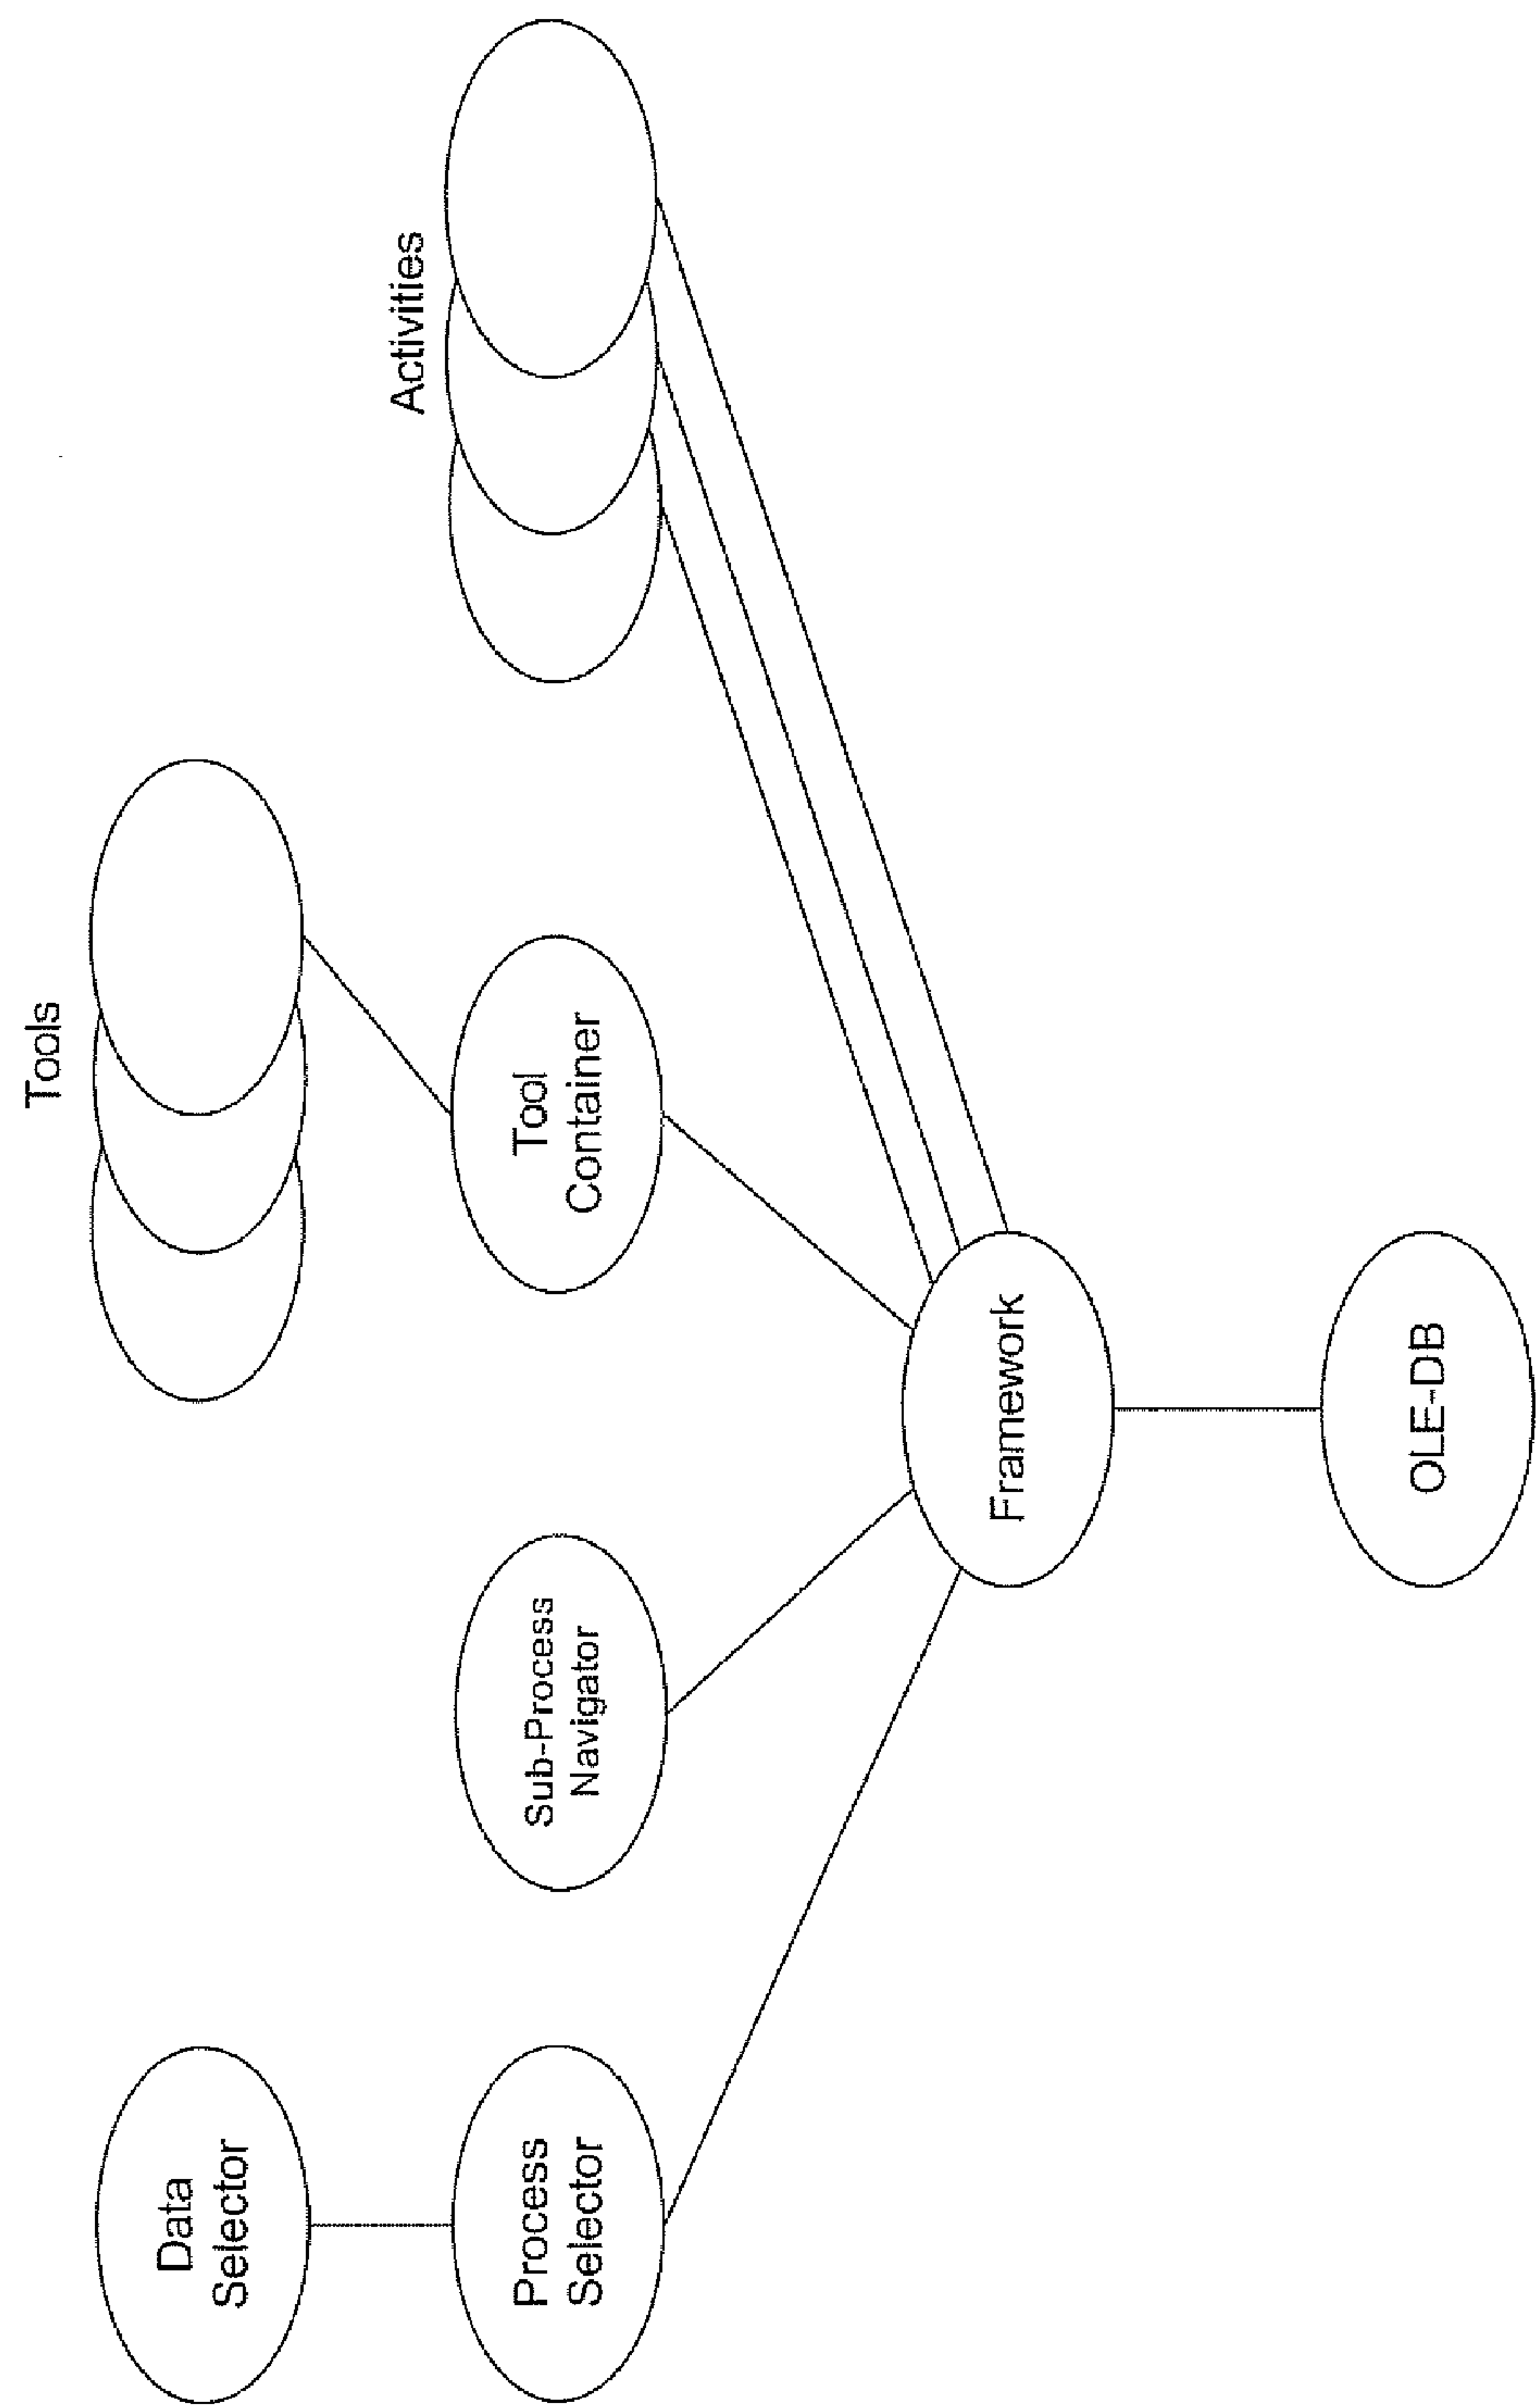 Tools
Activities
Data
Selector
Process
Selector
Sub-Process
Navigator
Tool
Container
Framework
OLE-DB